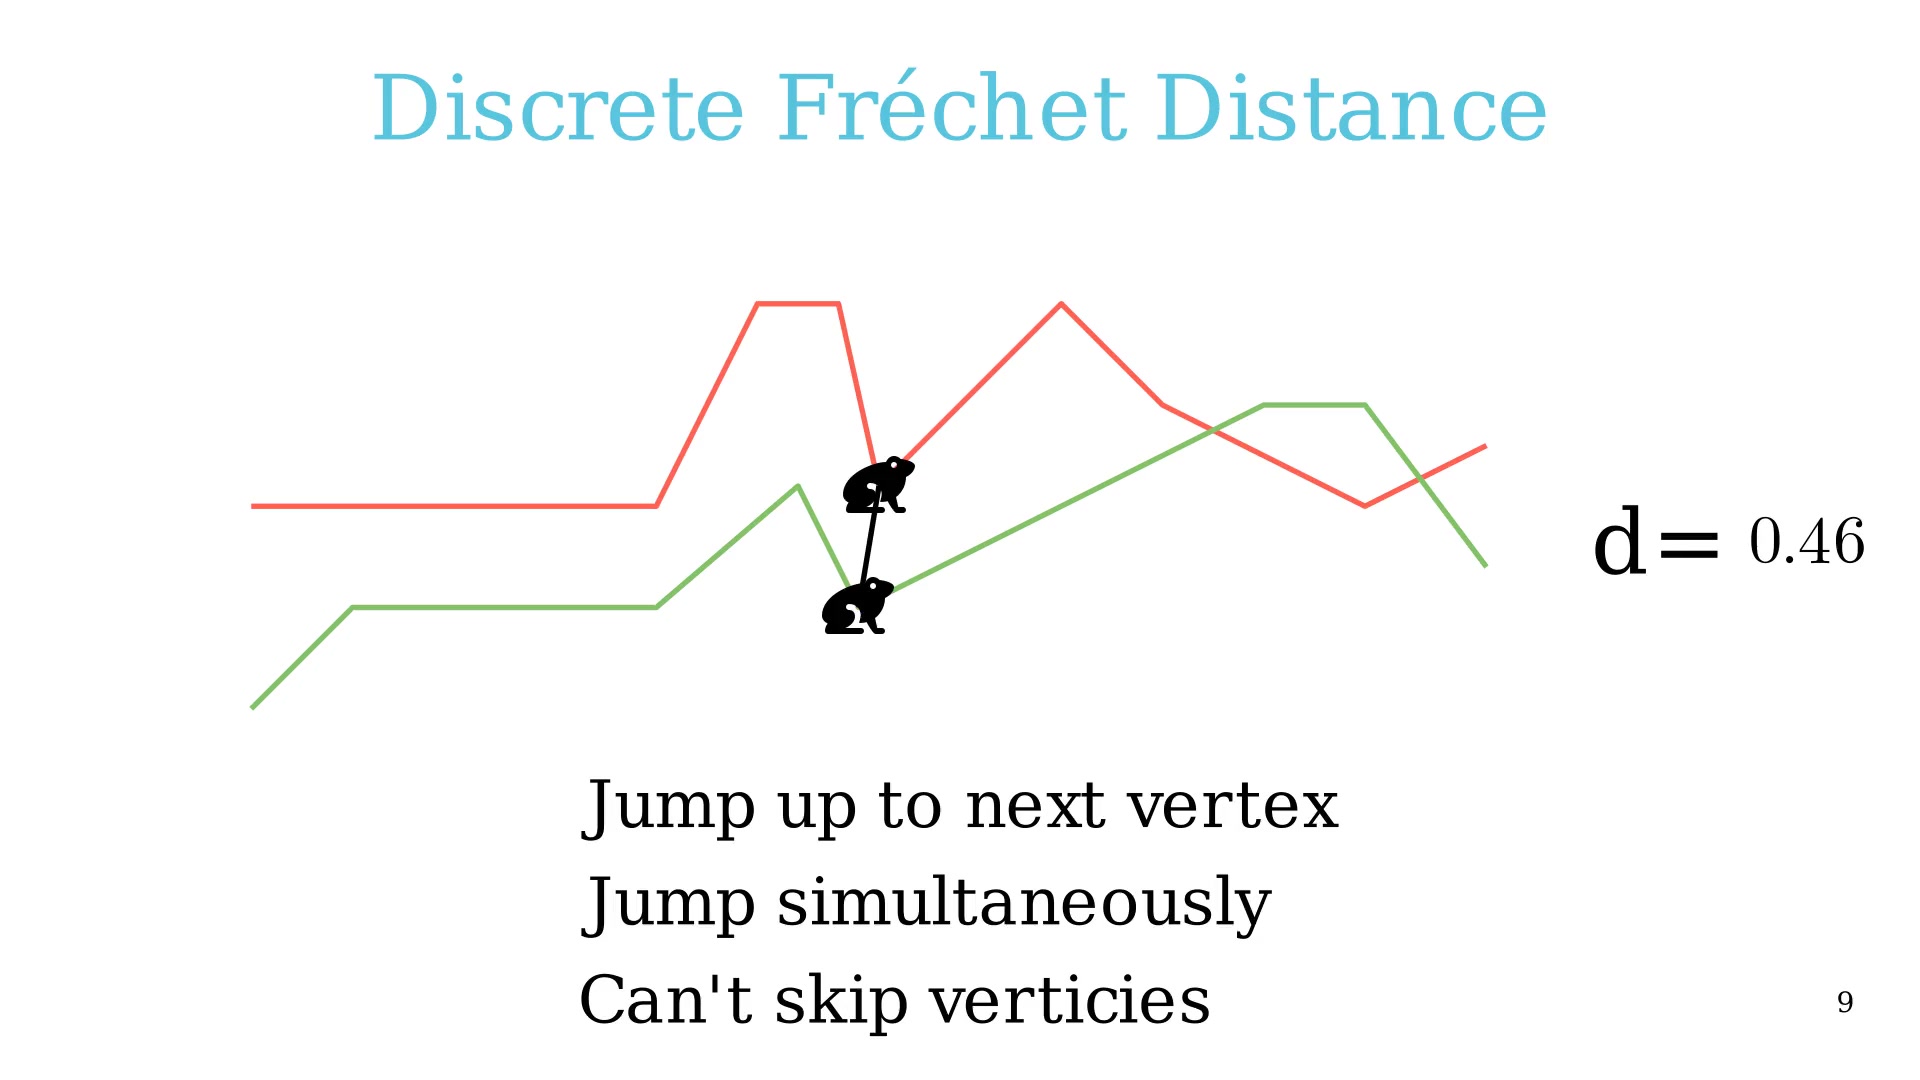 Discrete Fréchet Distance
d= 0.46
Jump up to next vertex
Jump simultaneously
Can't skip verticies
9